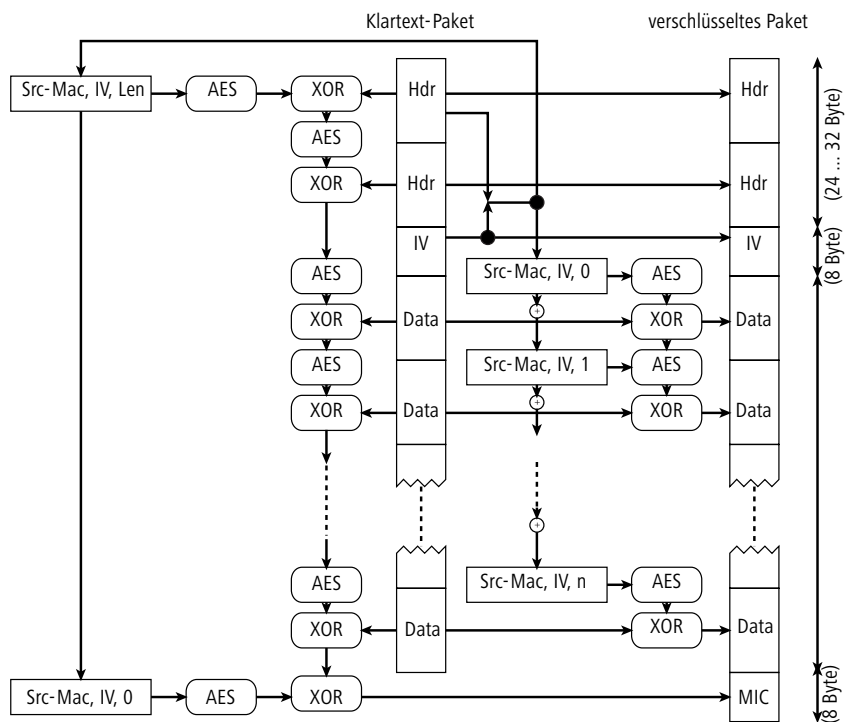 Klartext-Paket verschlüsseltes Paket
Src-Mac, IV, Len AES XOR Hdr Hdr
AES
XOR Hdr Hdr
(24 ... 32 Byte)
IV IV
(8 Byte)
AES Src-Mac, IV, 0 AES
XOR Data XOR Data
AES Src-Mac, IV, 1 AES
XOR Data XOR Data
AES Src-Mac, IV, n AES
XOR Data XOR Data
Src-Mac, IV, 0 AES XOR MIC
(8 Byte)